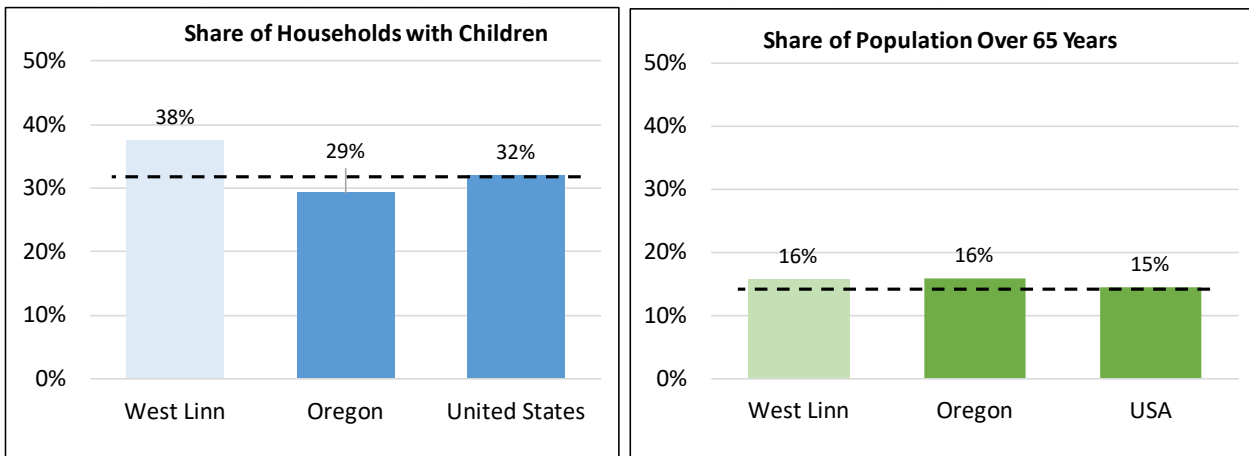 Share of Households with Children
50%
40%
30%
20%
10%
0%
38%
29%
32%
West Linn
Oregon
United States
Share of Population Over 65 Years
50%
40%
30%
20%
10%
0%
16%
16%
15%
West Linn
Oregon
USA